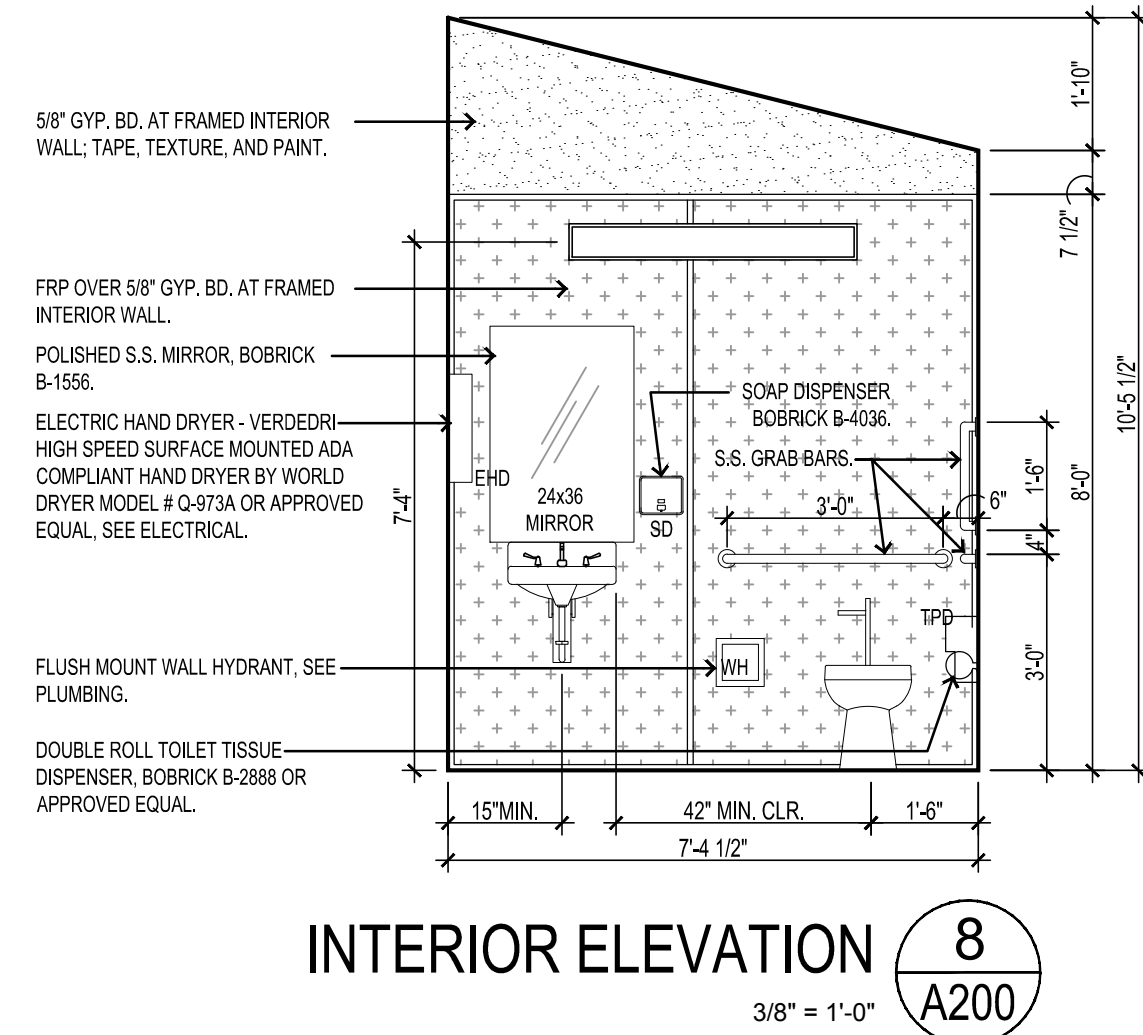 5/8" GYP. BD. AT FRAMED INTERIOR
WALL; TAPE, TEXTURE, AND PAINT.
FRP OVER 5/8" GYP. BD. AT FRAMED
INTERIOR WALL.
POLISHED S.S. MIRROR, BOBRICK
B-1556.
ELECTRIC HAND DRYER - VERDEDRI
HIGH SPEED SURFACE MOUNTED ADA
COMPLIANT HAND DRYER BY WORLD
DRYER MODEL # Q-973A OR APPROVED
EQUAL, SEE ELECTRICAL.
FLUSH MOUNT WALL HYDRANT, SEE
PLUMBING.
DOUBLE ROLL TOILET TISSUE
DISPENSER, BOBRICK B-2888 OR
APPROVED EQUAL.
7'-4"
EHD
24x36
MIRROR
SOAP DISPENSER
BOBRICK B-4036.
S.S. GRAB BARS.
SD
3'-0"
6"
TPD
WH
1'-10"
7 1/2"
1'-6"
4"
3'-0"
8'-0"
10'-5 1/2"
15"MIN.
42" MIN. CLR.
1'-6"
7'-4 1/2"
INTERIOR ELEVATION
3/8" = 1'-0"
8
A200